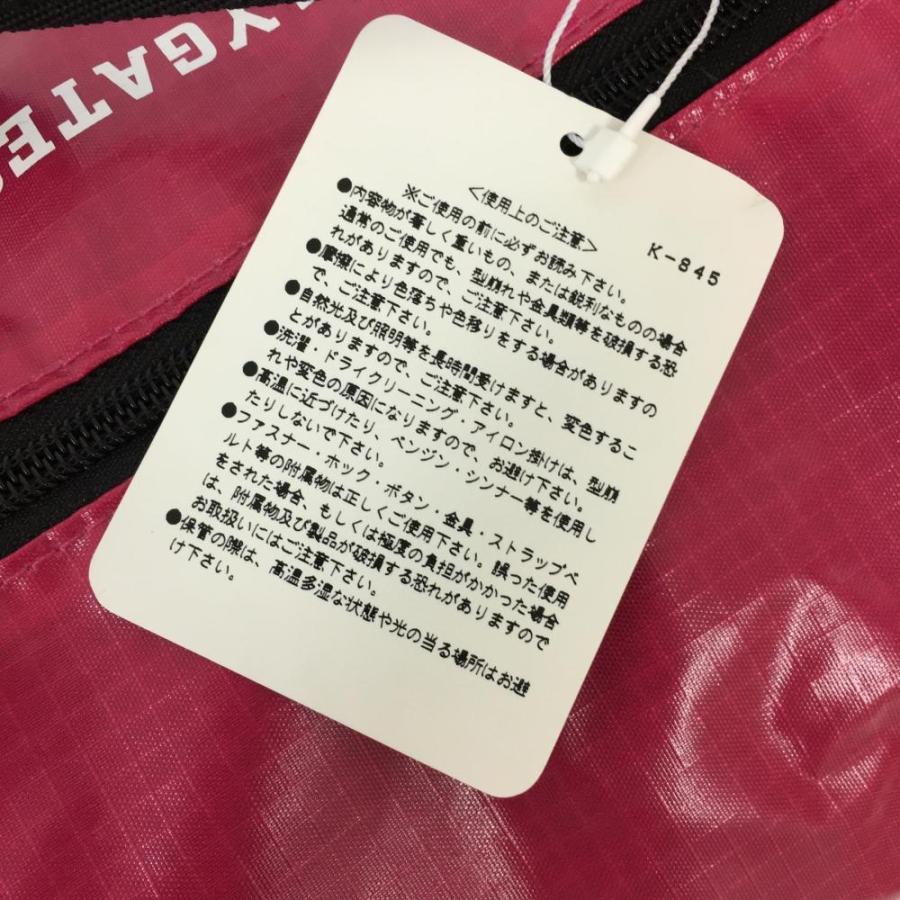 YGATES
K-845
<使用上のご注意>
※ご使用の前に必ずお読み下さい。
●内容物が著しく重いもの、または鋭利なものの場合
通常のご使用でも、型崩れや金具類等を破損する恐
れがありますので、ご注意下さい。
●摩擦により色落ちや色移りをする場合がありますの
で、ご注意下さい。
●自然光及び照明等を長時間受けますと、変色するこ
とがありますので、ご注意下さい。
●洗濯・ドライクリーニング・アイロン掛けは、型崩
れや変色の原因になりますので、お避け下さい。
●高温に近づけたり、ベンジン・シンナー等を使用し
たりしないで下さい。
●ファスナー・ホック・ボタン・金具・ストラップベ
ルト等の附属物は正しくご使用下さい。誤った使用
をされた場合、もしくは極度の負担がかかった場合
は、附属物及び製品が破損する恐れがありますので
お取扱いにはご注意下さい。
●保管の際は、高温多湿な状態や光の当る場所はお避
け下さい。